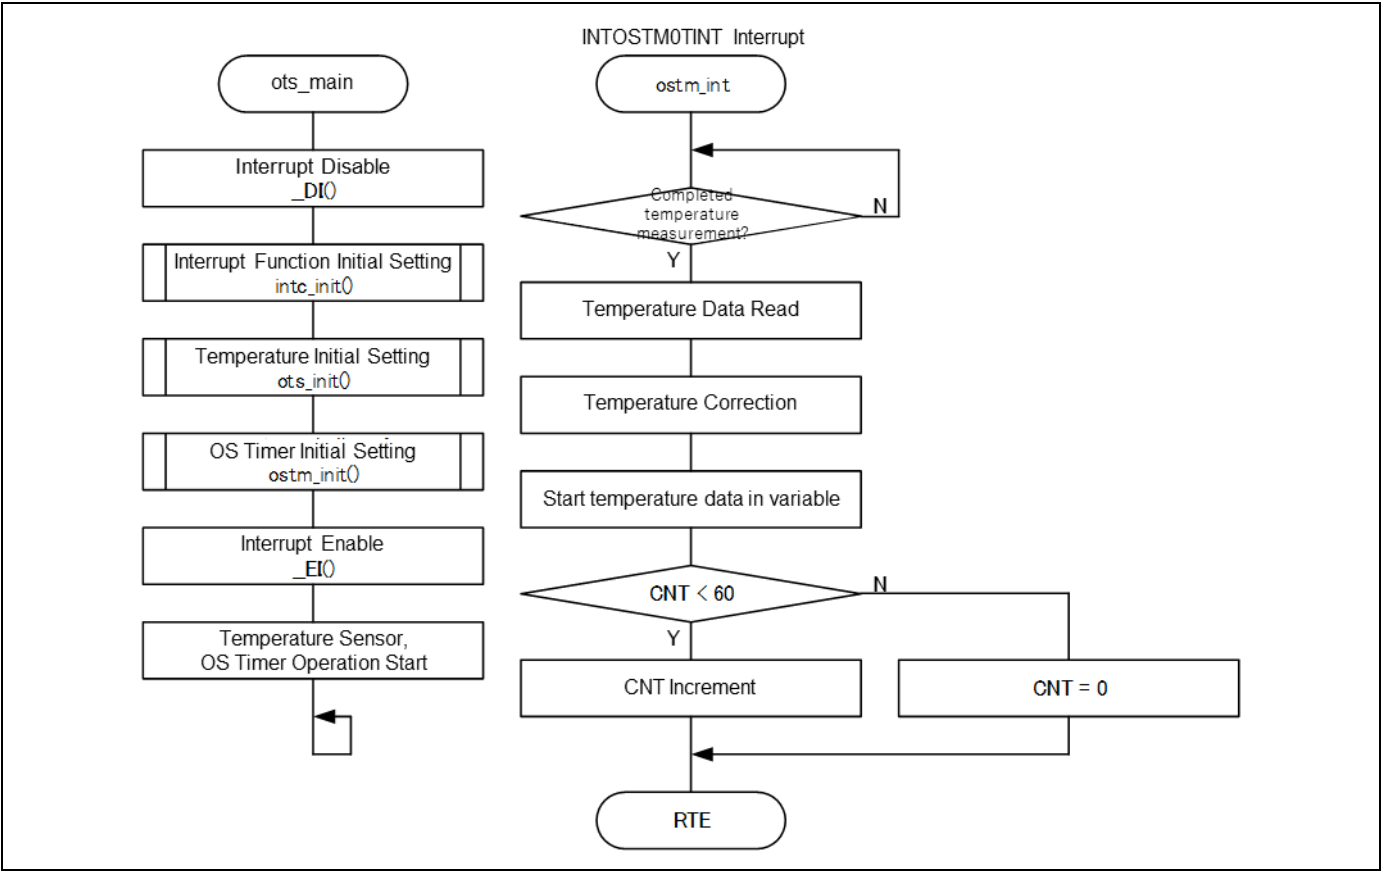 ots_main
Interrupt Disable
_DI()
Interrupt Function Initial Setting
intc_init()
Temperature Initial Setting
ots_init()
OS Timer Initial Setting
ostm_init()
Interrupt Enable
_EI()
Temperature Sensor,
OS Timer Operation Start
INTOSTM0TINT Interrupt
ostm_int
Completed
temperature
measurement?
N
Y
Temperature Data Read
Temperature Correction
Start temperature data in variable
CNT < 60
N
Y
CNT Increment
CNT = 0
RTE